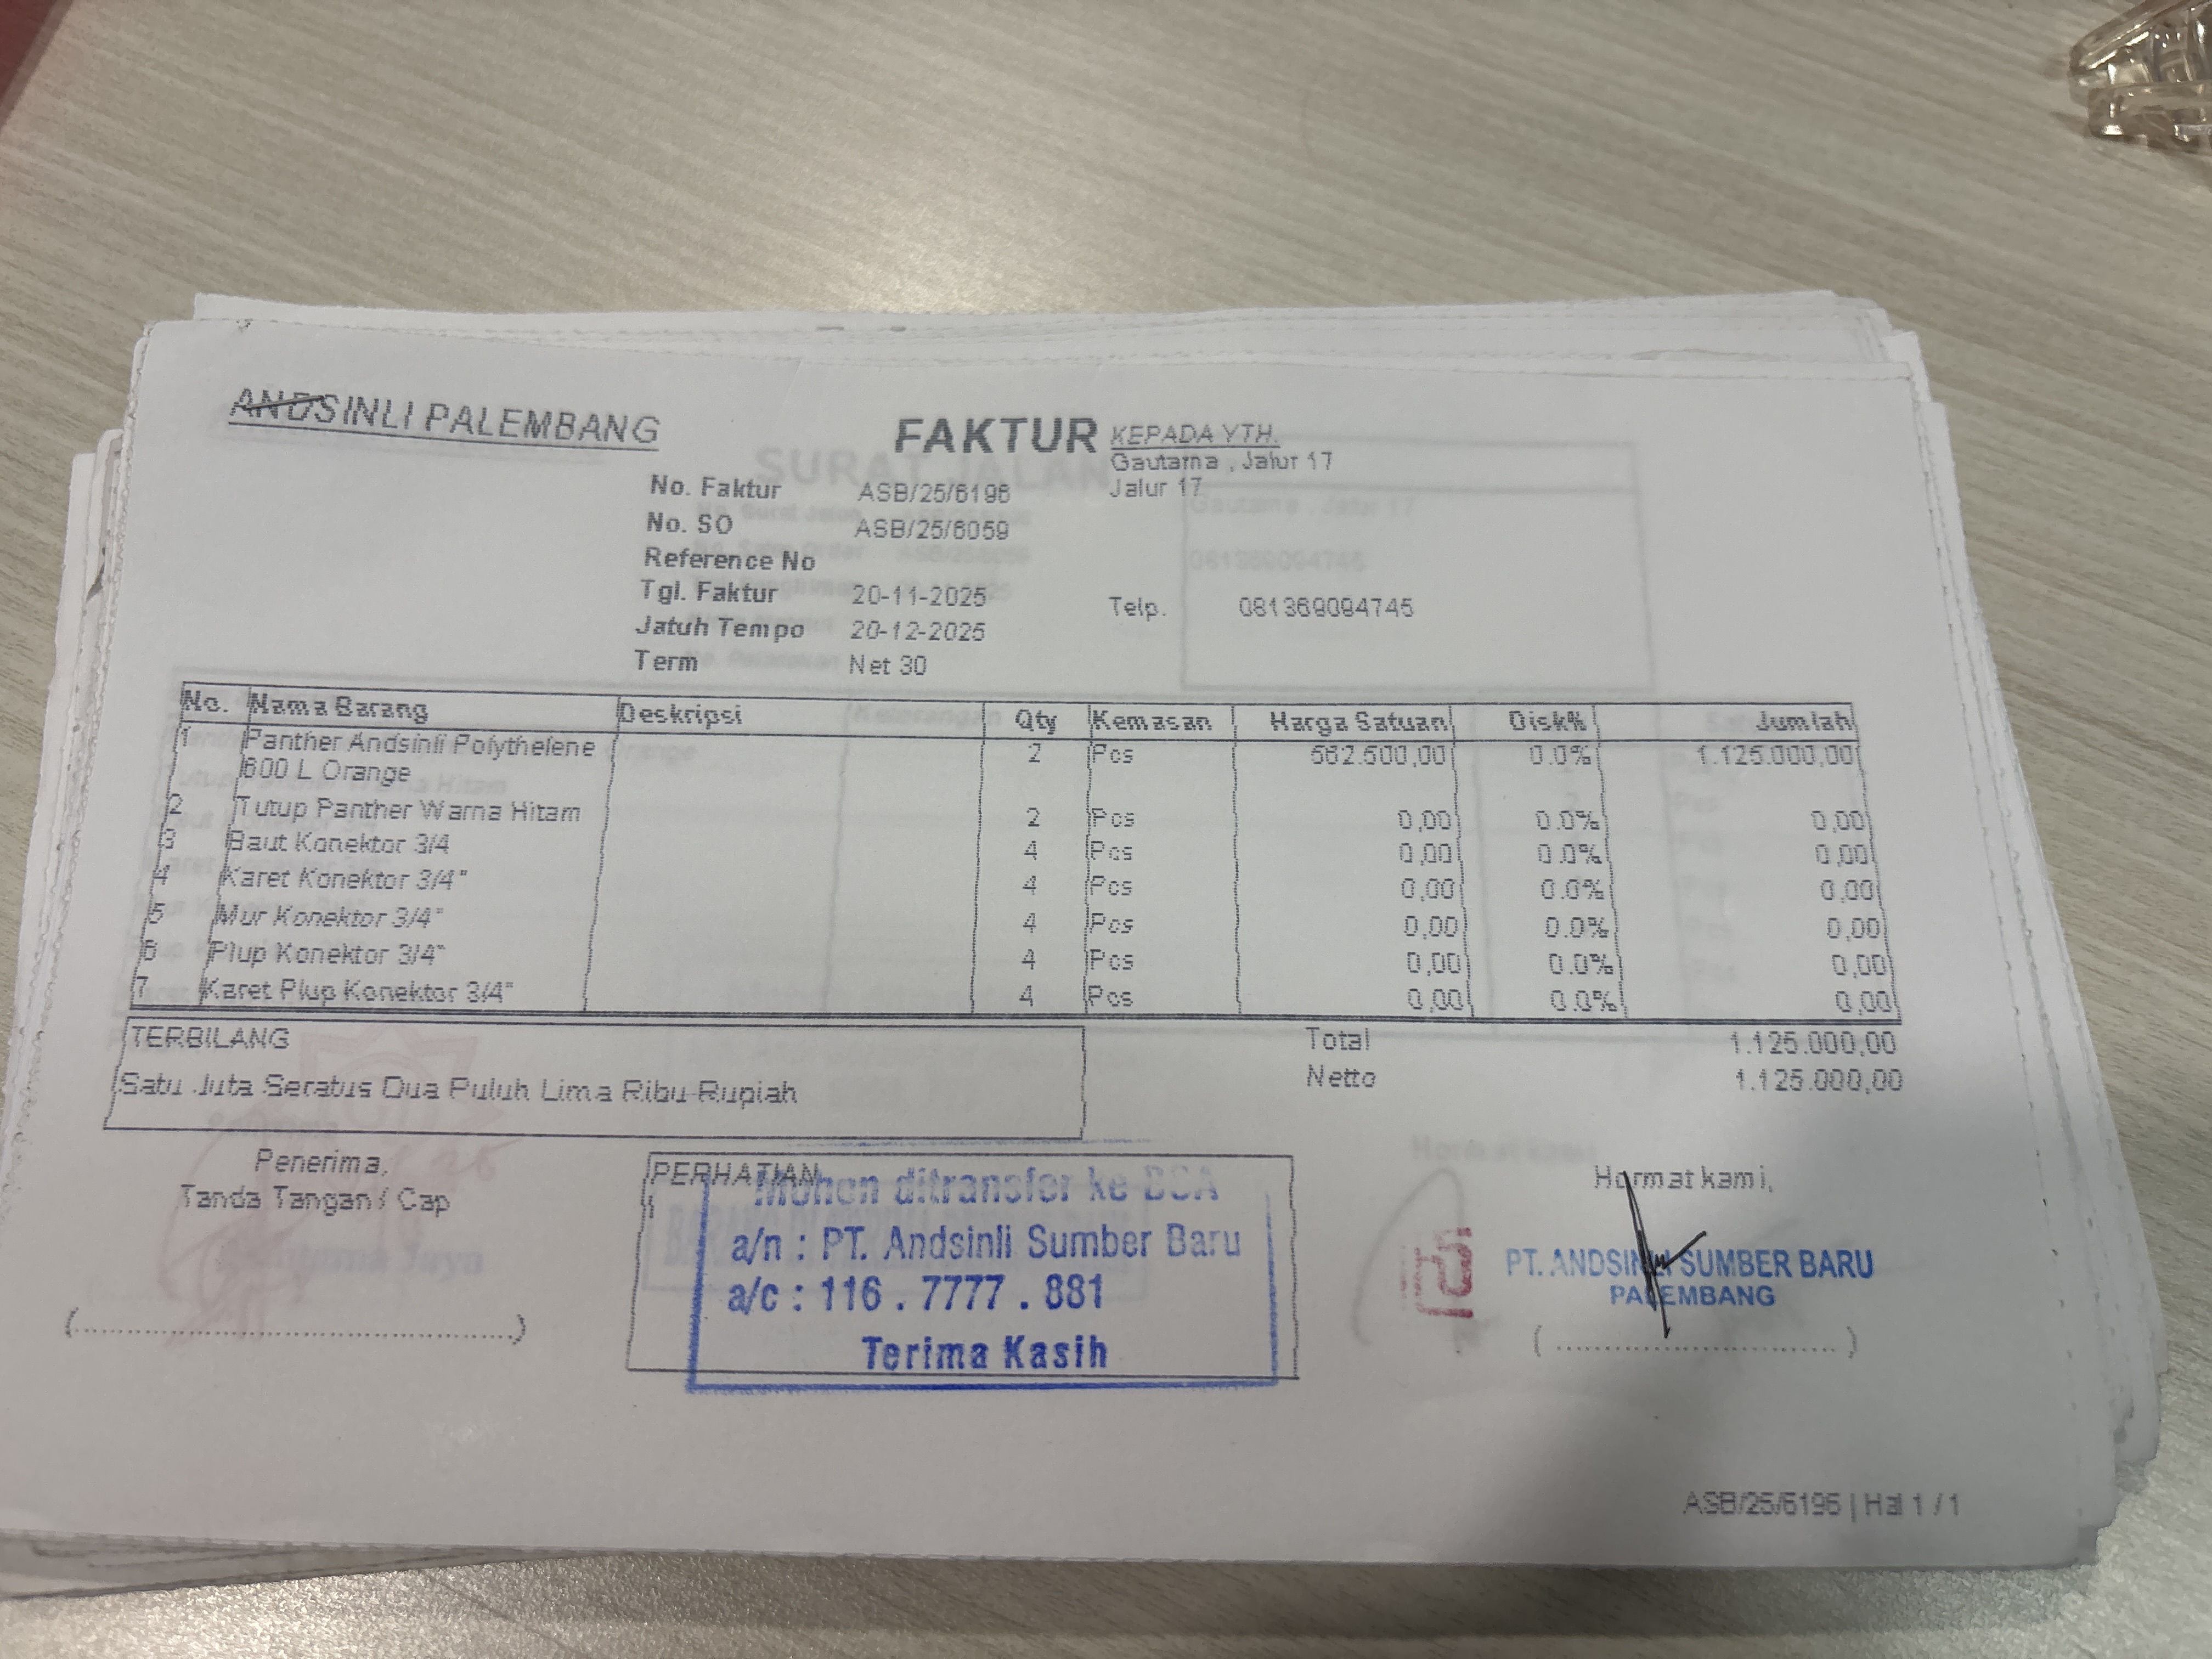 ANDSINLI PALEMBANG
FAKTUR
KEPADA YTH.
Gautama , Jalur 17
Jalur 17
No. Faktur ASB/25/6196
No. SO ASB/25/6059
Reference No
Tgl. Faktur 20-11-2025
Jatuh Tempo 20-12-2025
Term Net 30
Telp. 081369094745
No. Nama Barang Deskripsi Qty Kemasan Harga Satuan Disk% Jumlah
1 Panther Andsinli Polythelene 2 Pcs 562.500,00 0.0% 1.125.000,00
600 L Orange
2 Tutup Panther Warna Hitam 2 Pcs 0,00 0.0% 0,00
3 Baut Konektor 3/4 4 Pcs 0,00 0.0% 0,00
4 Karet Konektor 3/4" 4 Pcs 0,00 0.0% 0,00
5 Mur Konektor 3/4" 4 Pcs 0,00 0.0% 0,00
6 Plup Konektor 3/4" 4 Pcs 0,00 0.0% 0,00
7 Karet Plup Konektor 3/4" 4 Pcs 0,00 0.0% 0,00
TERBILANG
Satu Juta Seratus Dua Puluh Lima Ribu Rupiah
Total 1.125.000,00
Netto 1.125.000,00
Penerima,
Tanda Tangan / Cap
PERHATIAN
Mohon ditransfer ke BCA
a/n : PT. Andsinli Sumber Baru
a/c : 116 . 7777 . 881
Terima Kasih
Hormat kami,
PT. ANDSINLI SUMBER BARU
PALEMBANG
(..................................................)
( ................................ )
ASB/25/6196 | Hal 1 / 1